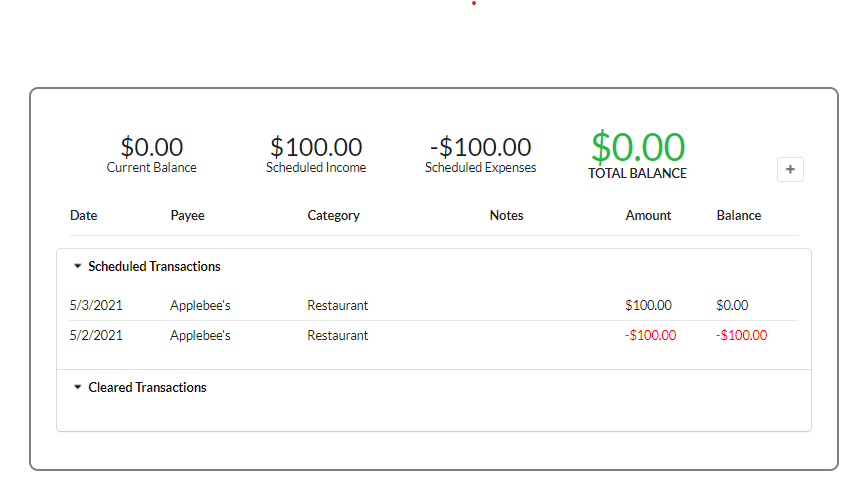 $0.00 $100.00 -$100.00 $0.00
Current Balance Scheduled Income Scheduled Expenses TOTAL BALANCE
+
Date Payee Category Notes Amount Balance
Scheduled Transactions
5/3/2021 Applebee's Restaurant $100.00 $0.00
5/2/2021 Applebee's Restaurant -$100.00 -$100.00
Cleared Transactions